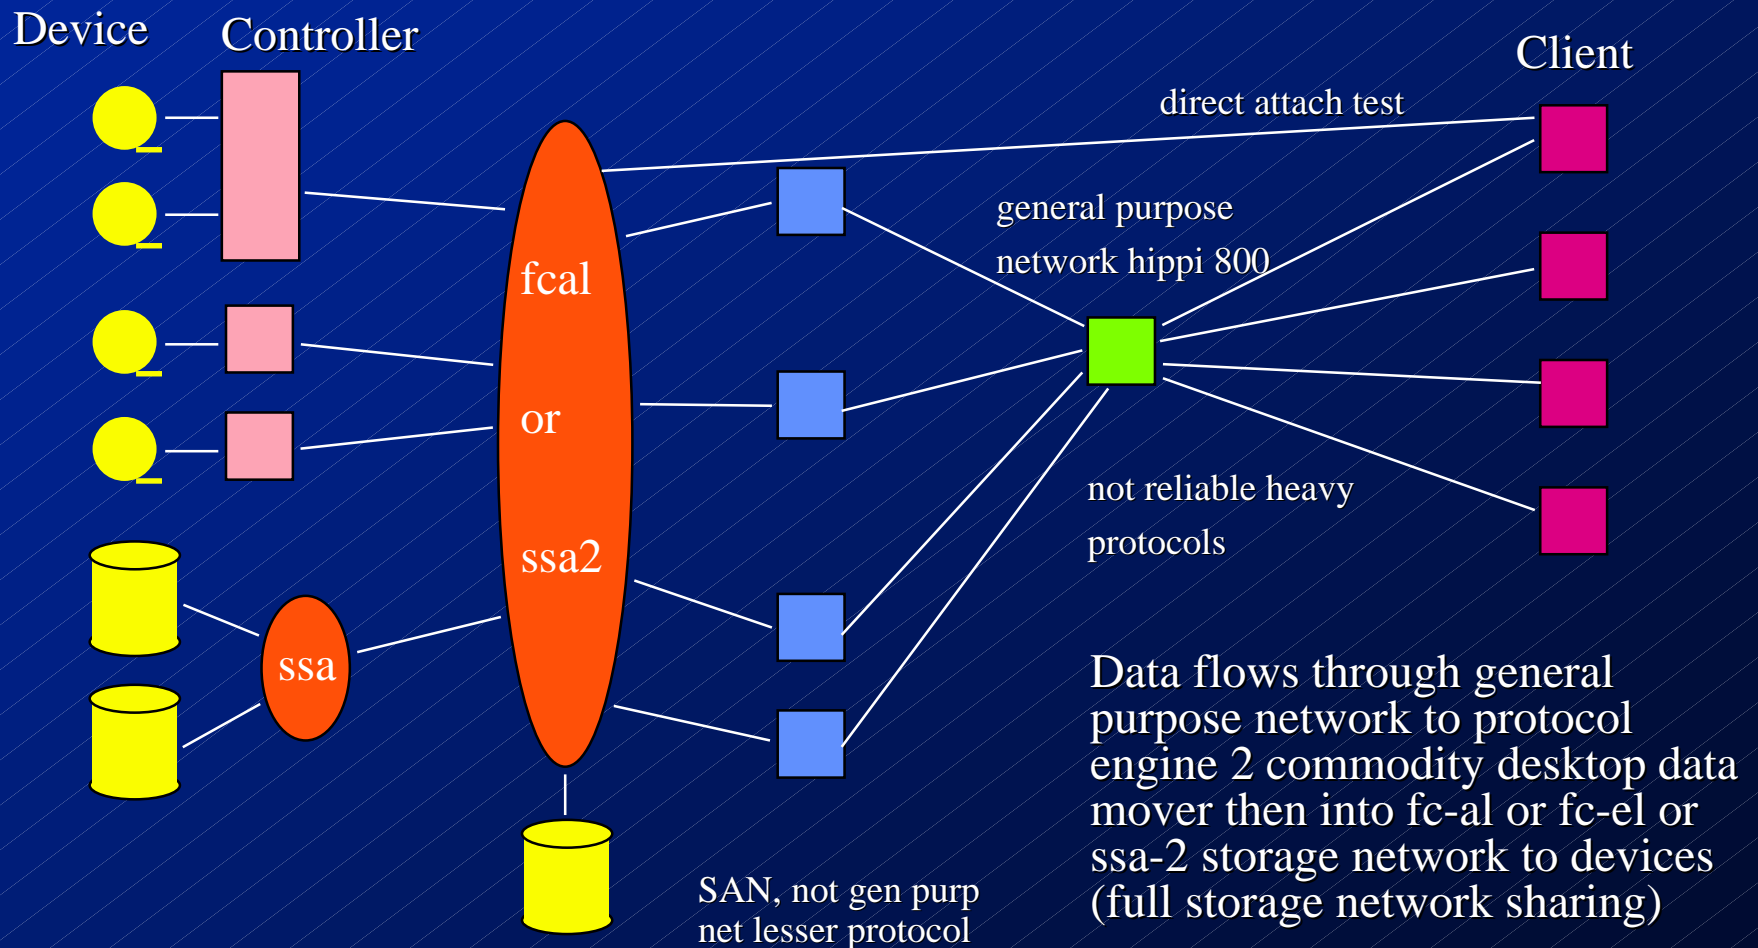 Device
Controller
Client
direct attach test
general purpose
network hippi 800
fcal
or
ssa2
not reliable heavy
protocols
ssa
Data flows through general
purpose network to protocol
engine 2 commodity desktop data
mover then into fc-al or fc-el or
ssa-2 storage network to devices
(full storage network sharing)
SAN, not gen purp
net lesser protocol